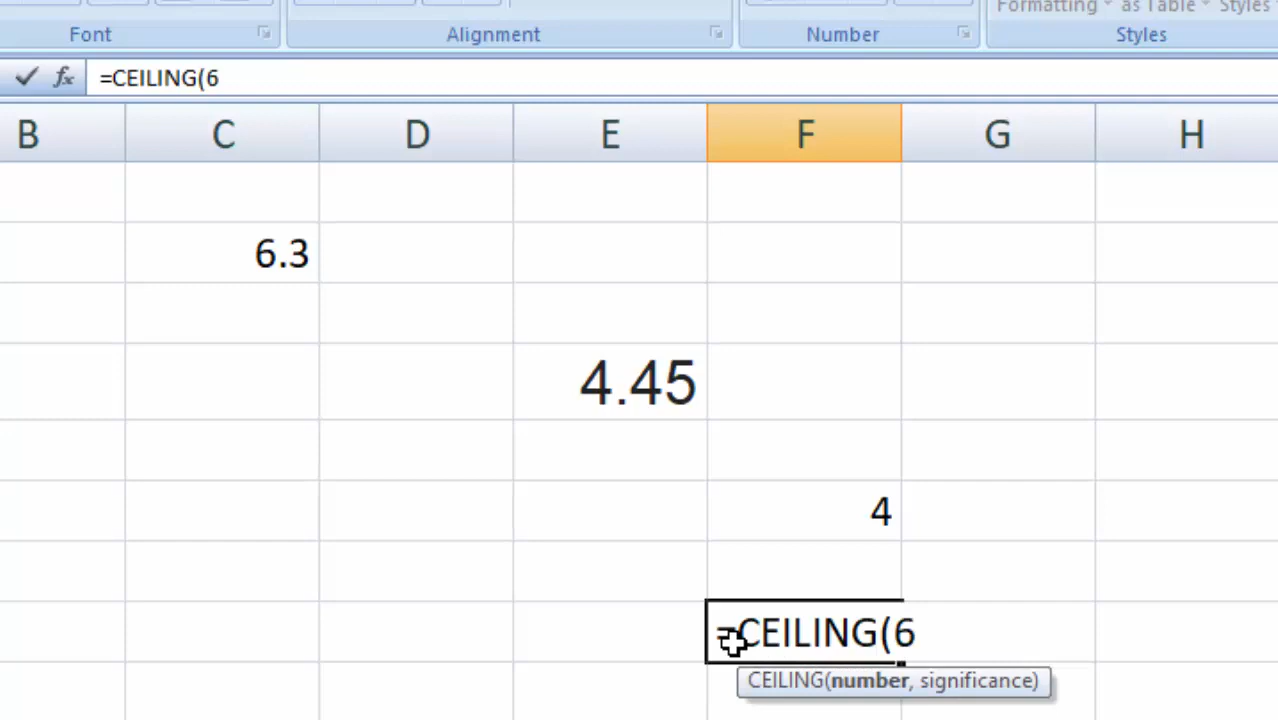 Formatting as Table Styles
Font Alignment Number Styles
fx =CEILING(6
B C D E F G H
6.3
4.45
4
=CEILING(6
CEILING(number, significance)